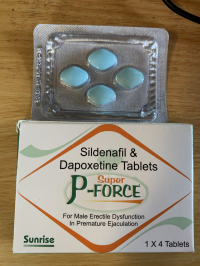 Sildenafil &
Dapoxetine Tablets
Super
P-FORCE
For Male Erectile Dysfunction
In Premature Ejaculation
Sunrise
1 X 4 Tablets